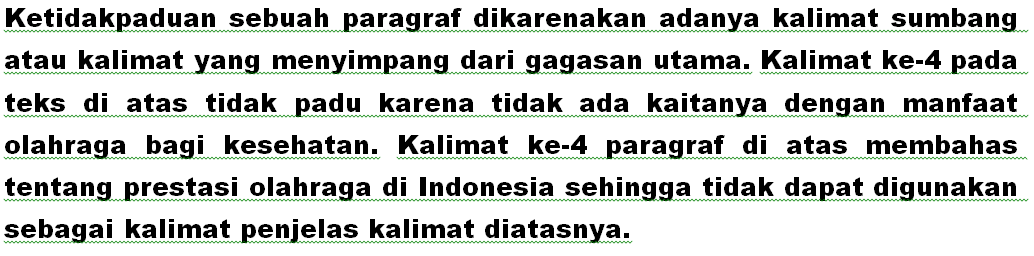 Ketidakpaduan sebuah paragraf dikarenakan adanya kalimat sumbang
atau kalimat yang menyimpang dari gagasan utama. Kalimat ke-4 pada
teks di atas tidak padu karena tidak ada kaitanya dengan manfaat
olahraga bagi kesehatan. Kalimat ke-4 paragraf di atas membahas
tentang prestasi olahraga di Indonesia sehingga tidak dapat digunakan
sebagai kalimat penjelas kalimat diatasnya.